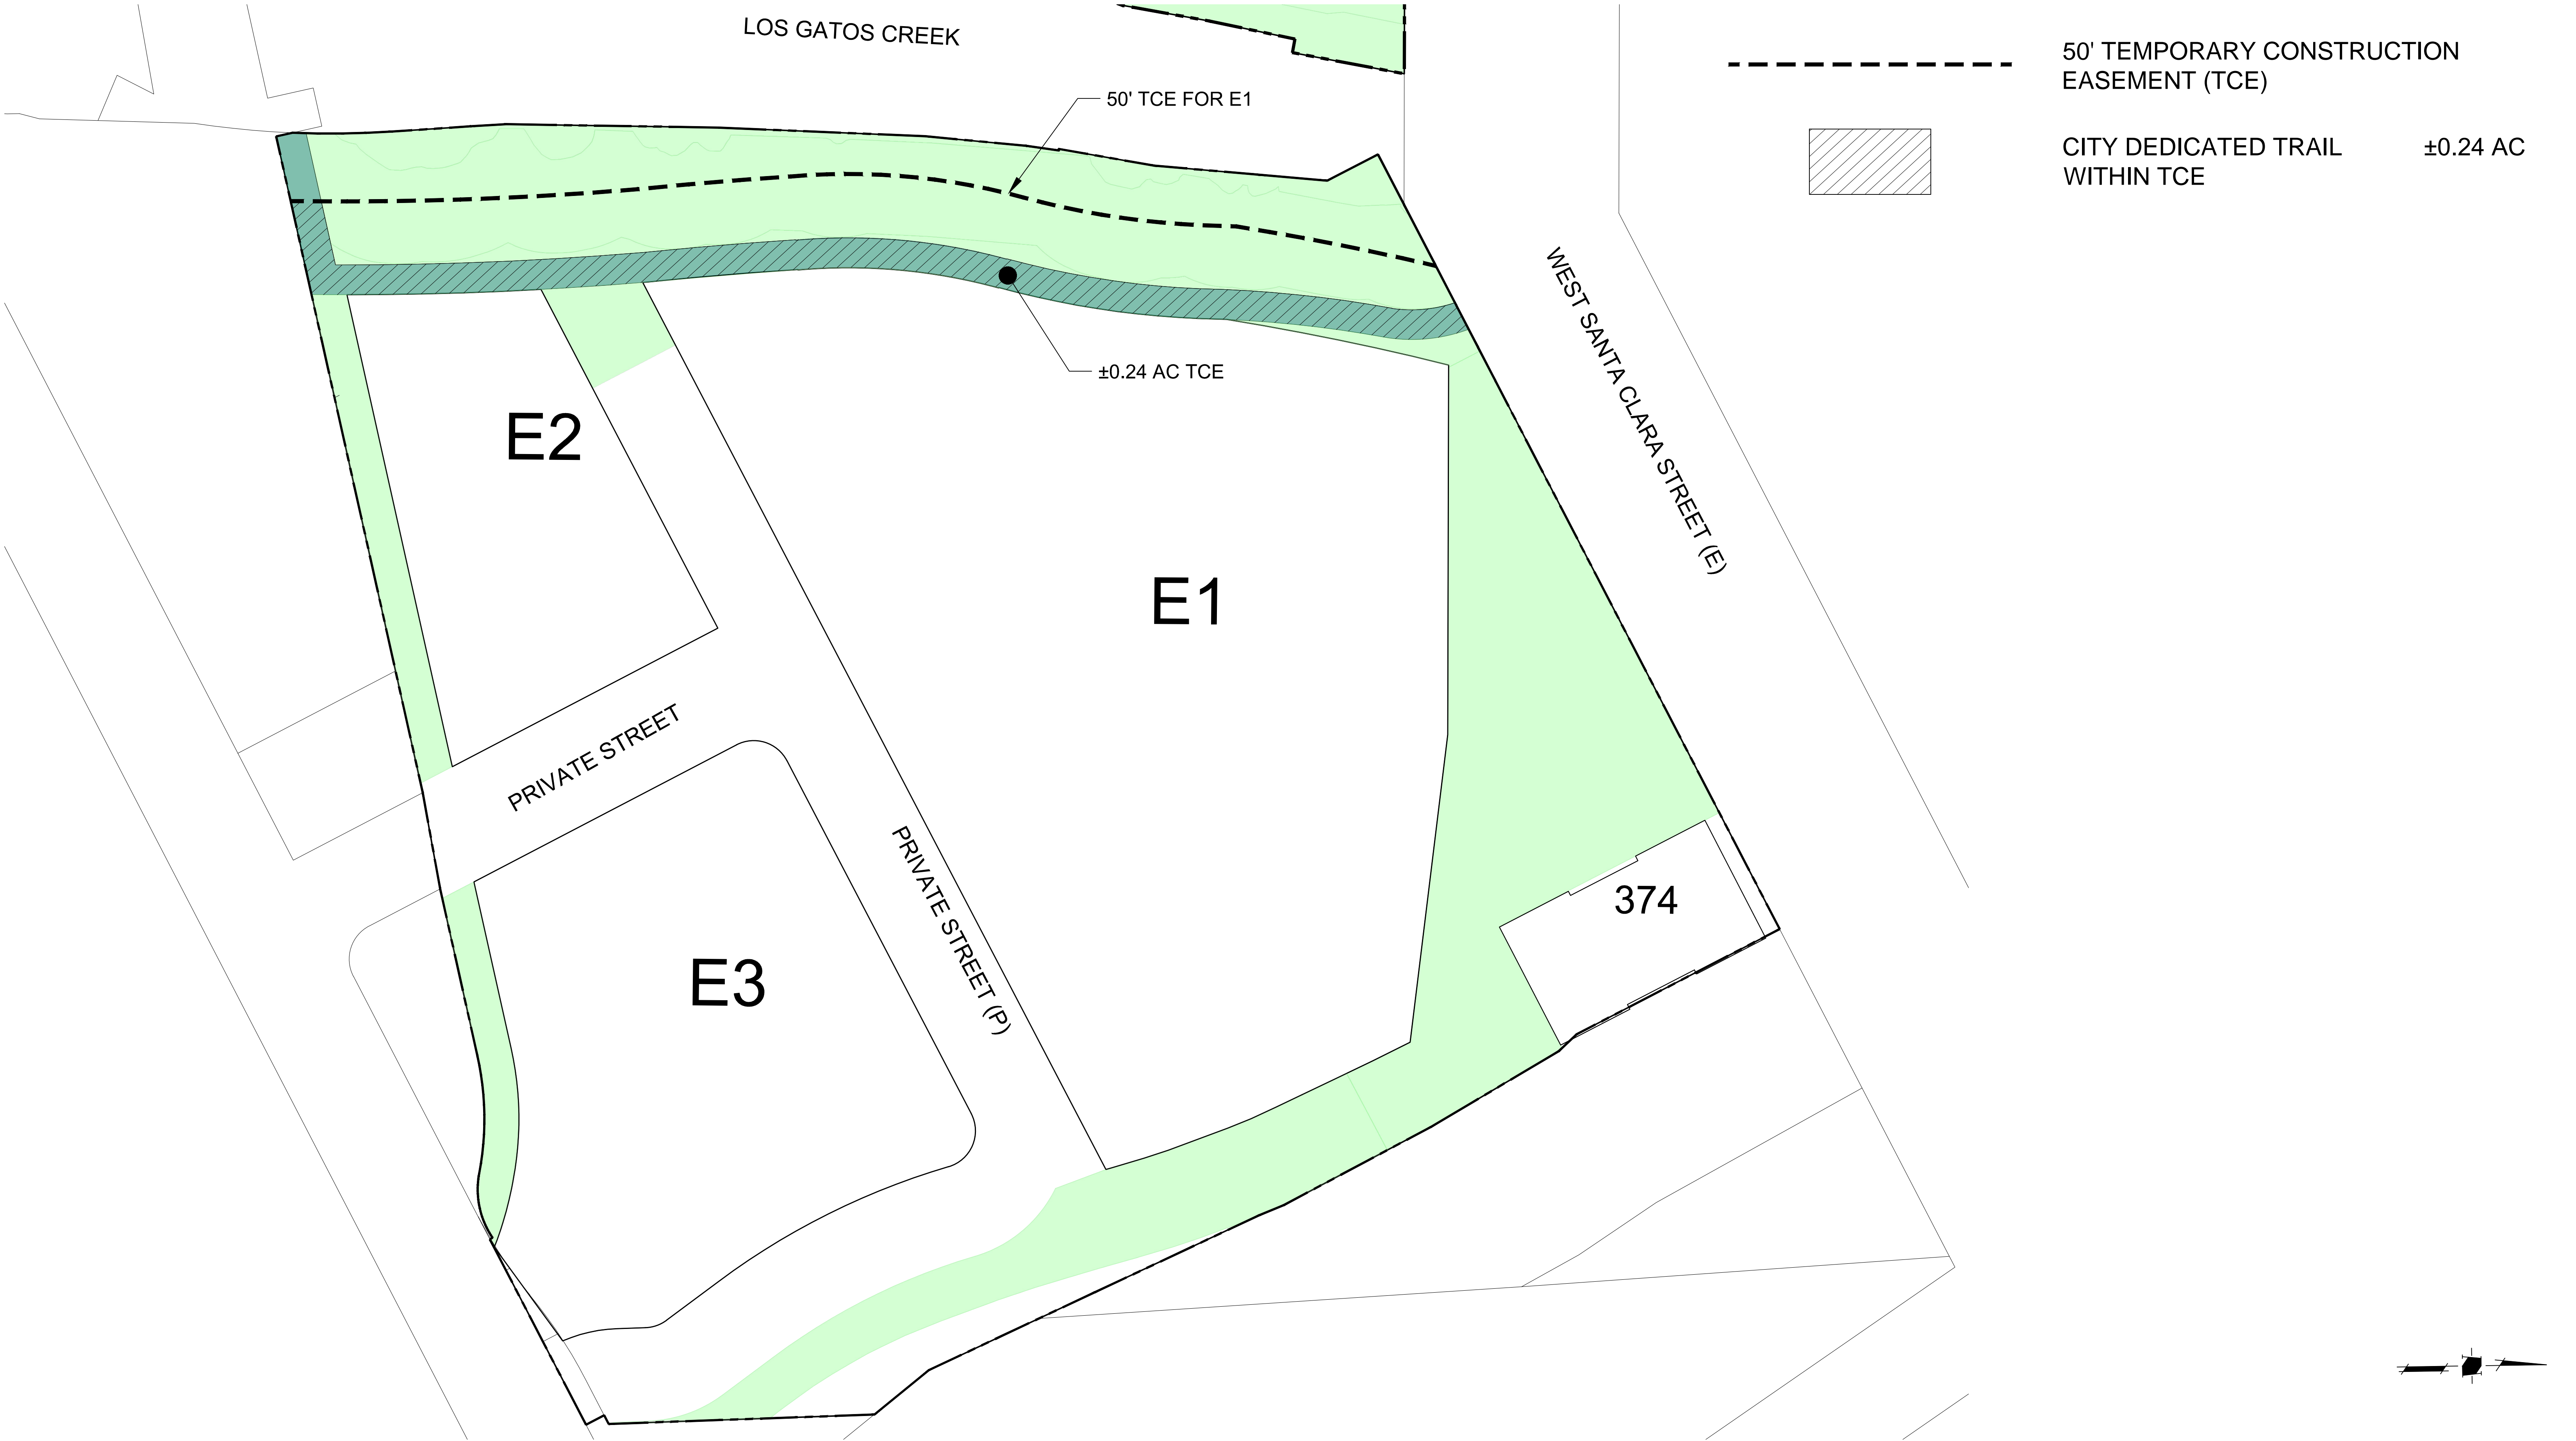 LOS GATOS CREEK
50' TEMPORARY CONSTRUCTION
EASEMENT (TCE)
50' TCE FOR E1
CITY DEDICATED TRAIL ±0.24 AC
WITHIN TCE
WEST SANTA CLARA STREET (E)
±0.24 AC TCE
E2
E1
PRIVATE STREET
PRIVATE STREET (P)
374
E3